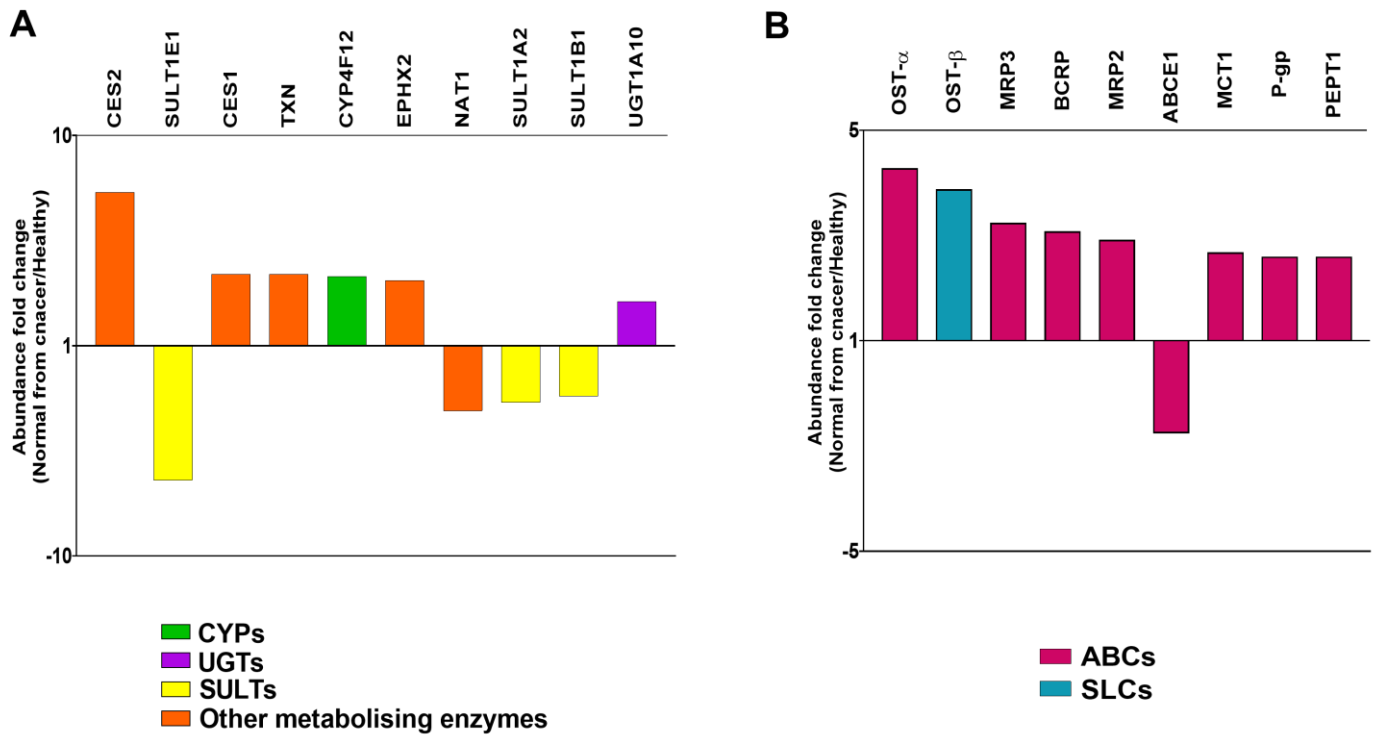 A
CES2
SULT1E1
CES1
TXN
CYP4F12
EPHX2
NAT1
SULT1A2
SULT1B1
UGT1A10
10
1
-10
Abundance fold change
(Normal from cnacer/Healthy)
CYPs
UGTs
SULTs
Other metabolising enzymes
B
OST-α
OST-β
MRP3
BCRP
MRP2
ABCE1
MCT1
P-gp
PEPT1
5
1
-5
Abundance fold change
(Normal from cnacer/Healthy)
ABCs
SLCs